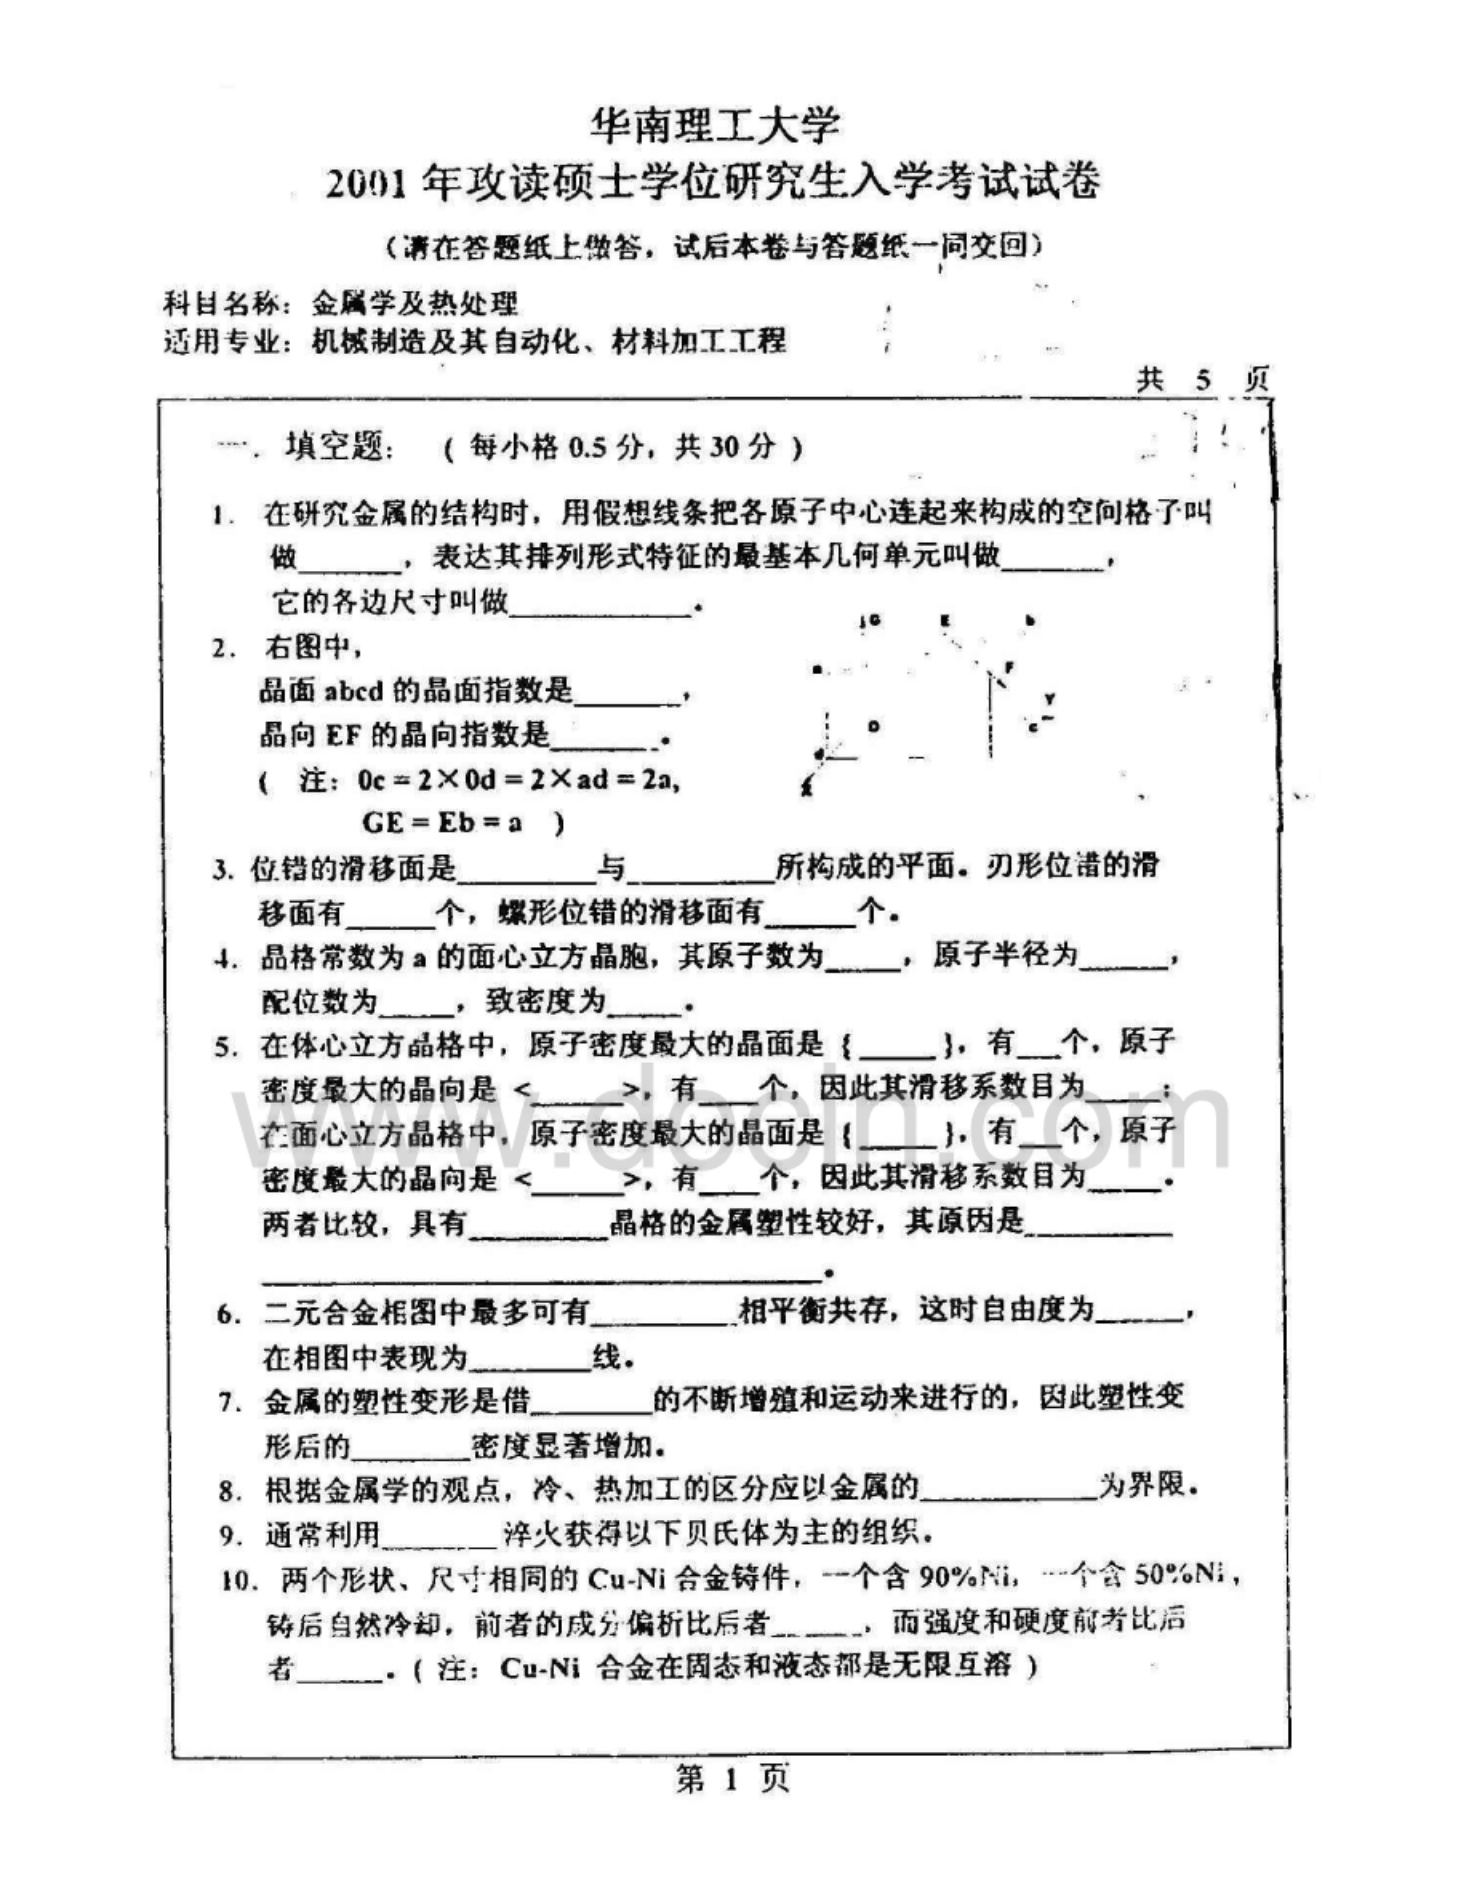 华南理工大学
2001 年攻读硕士学位研究生入学考试试卷
（请在答题纸上做答，试后本卷与答题纸一同交回）
科目名称：金属学及热处理
适用专业：机械制造及其自动化、材料加工工程
共 5 页
一．填空题：（ 每小格 0.5 分，共 30 分 ）
1． 在研究金属的结构时，用假想线条把各原子中心连起来构成的空间格子叫
做_______，表达其排列形式特征的最基本几何单元叫做_______，
它的各边尺寸叫做____________。
2． 右图中，
晶面 abcd 的晶面指数是_______，
晶向 EF 的晶向指数是_______。
( 注：0c = 2×0d = 2×ad = 2a,
GE = Eb = a )
G E b
a F
Y
0 c
d
3. 位错的滑移面是_________与_________所构成的平面。刃形位错的滑
移面有______个，螺形位错的滑移面有______个。
4．晶格常数为 a 的面心立方晶胞，其原子数为_____，原子半径为______，
配位数为_____，致密度为_____。
5．在体心立方晶格中，原子密度最大的晶面是｛_____｝，有___个，原子
密度最大的晶向是 <______>，有____个，因此其滑移系数目为_____；
在面心立方晶格中，原子密度最大的晶面是｛_____｝，有___个，原子
密度最大的晶向是 <______>，有____个，因此其滑移系数目为_____。
两者比较，具有_________晶格的金属塑性较好，其原因是__________
______________________________________。
6．二元合金相图中最多可有__________相平衡共存，这时自由度为______，
在相图中表现为________线。
7．金属的塑性变形是借________的不断增殖和运动来进行的，因此塑性变
形后的________密度显著增加。
8．根据金属学的观点，冷、热加工的区分应以金属的____________为界限。
9．通常利用________淬火获得以下贝氏体为主的组织。
10．两个形状、尺寸相同的 Cu-Ni 合金铸件，一个含 90%Ni，一个含 50%Ni，
铸后自然冷却，前者的成分偏析比后者______，而强度和硬度前者比后
者______。( 注：Cu-Ni 合金在固态和液态都是无限互溶 )
www.docin.com
第 1 页